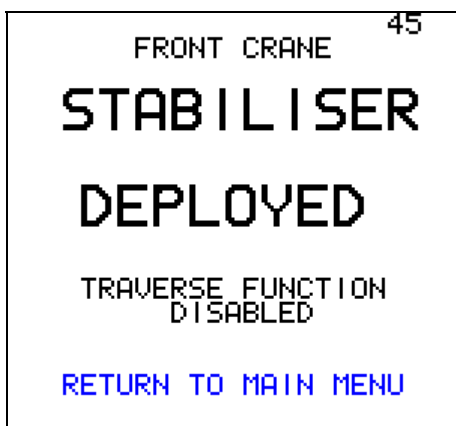 45
FRONT CRANE
STABILISER
DEPLOYED
TRAVERSE FUNCTION
DISABLED
RETURN TO MAIN MENU